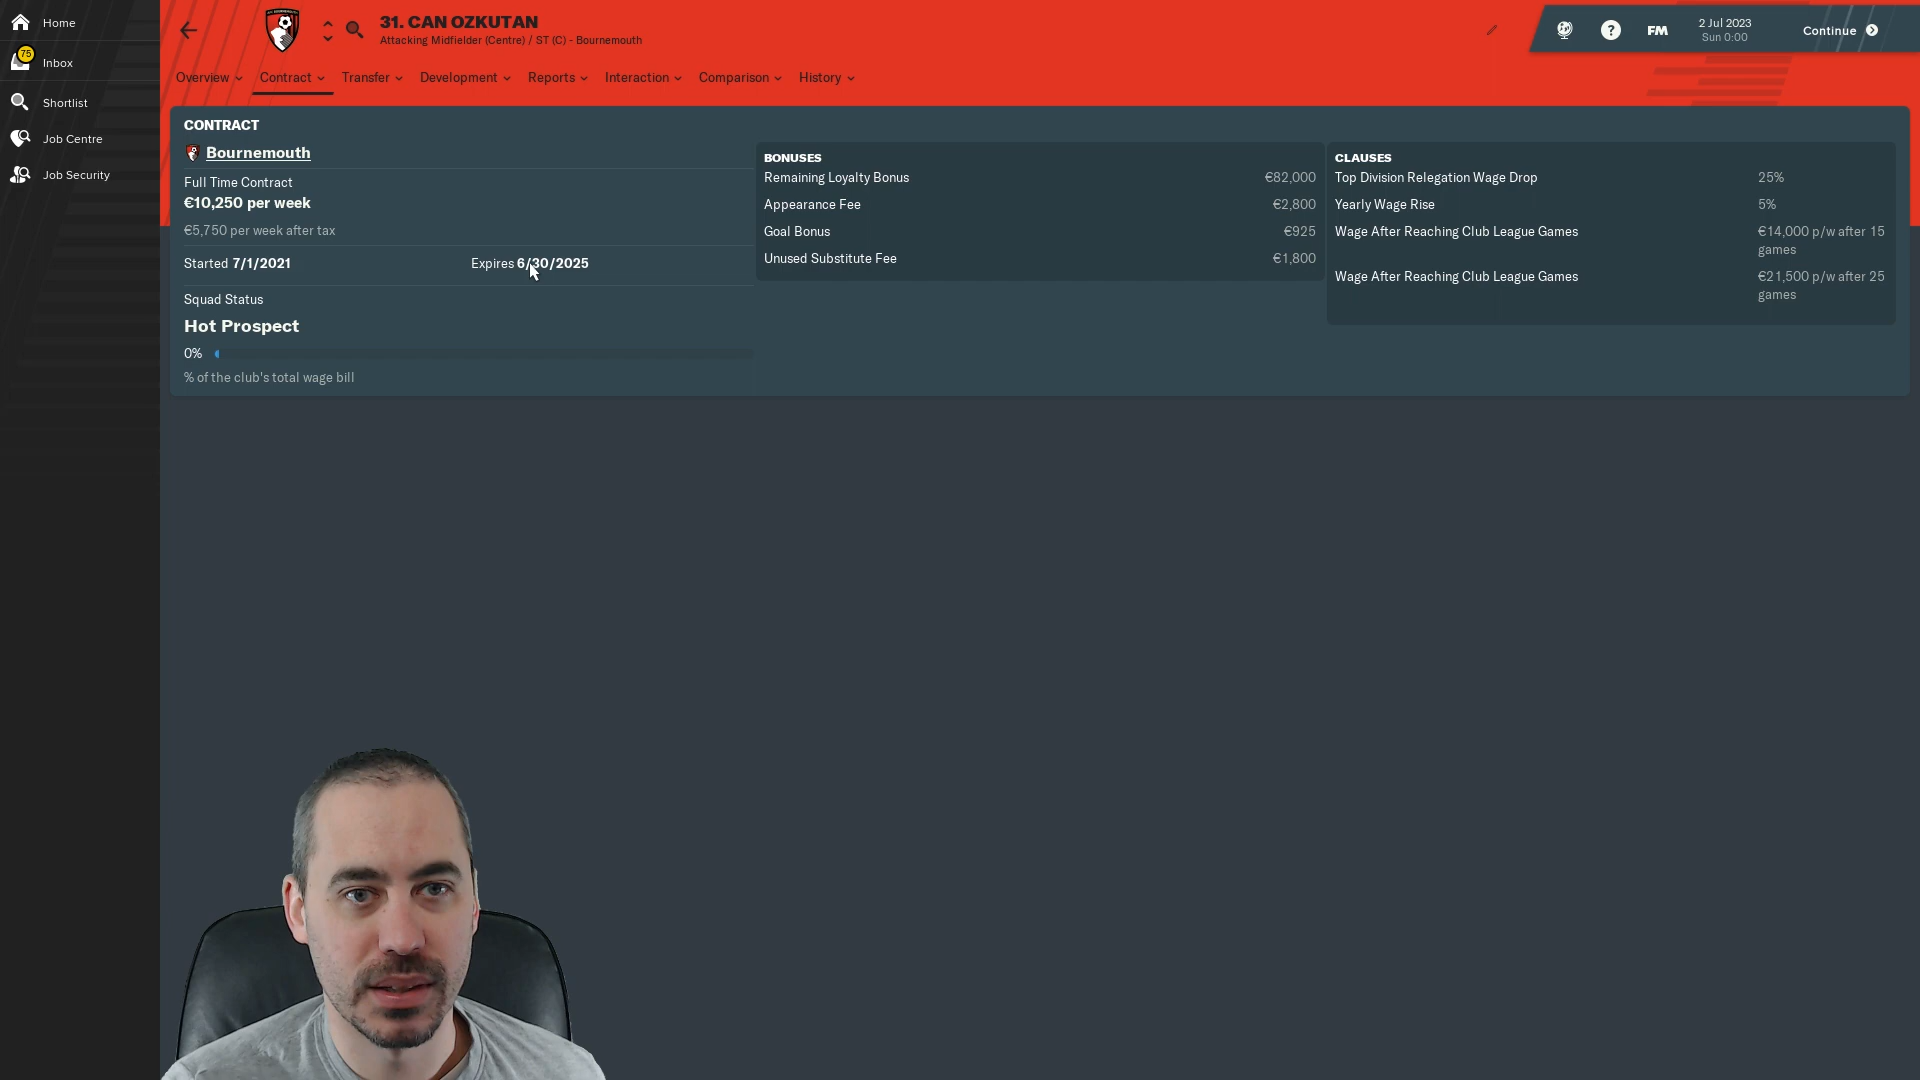 Home
75
Inbox
Shortlist
Job Centre
Job Security
31. CAN OZKUTAN
Attacking Midfielder (Centre) / ST (C) - Bournemouth
?
FM
2 Jul 2023
Sun 0:00
Continue
Overview
Contract
Transfer
Development
Reports
Interaction
Comparison
History
CONTRACT
Bournemouth
Full Time Contract
€10,250 per week
€5,750 per week after tax
Started 7/1/2021
Expires 6/30/2025
Squad Status
Hot Prospect
0%
% of the club's total wage bill
BONUSES
Remaining Loyalty Bonus €82,000
Appearance Fee €2,800
Goal Bonus €925
Unused Substitute Fee €1,800
CLAUSES
Top Division Relegation Wage Drop 25%
Yearly Wage Rise 5%
Wage After Reaching Club League Games €14,000 p/w after 15
games
Wage After Reaching Club League Games €21,500 p/w after 25
games